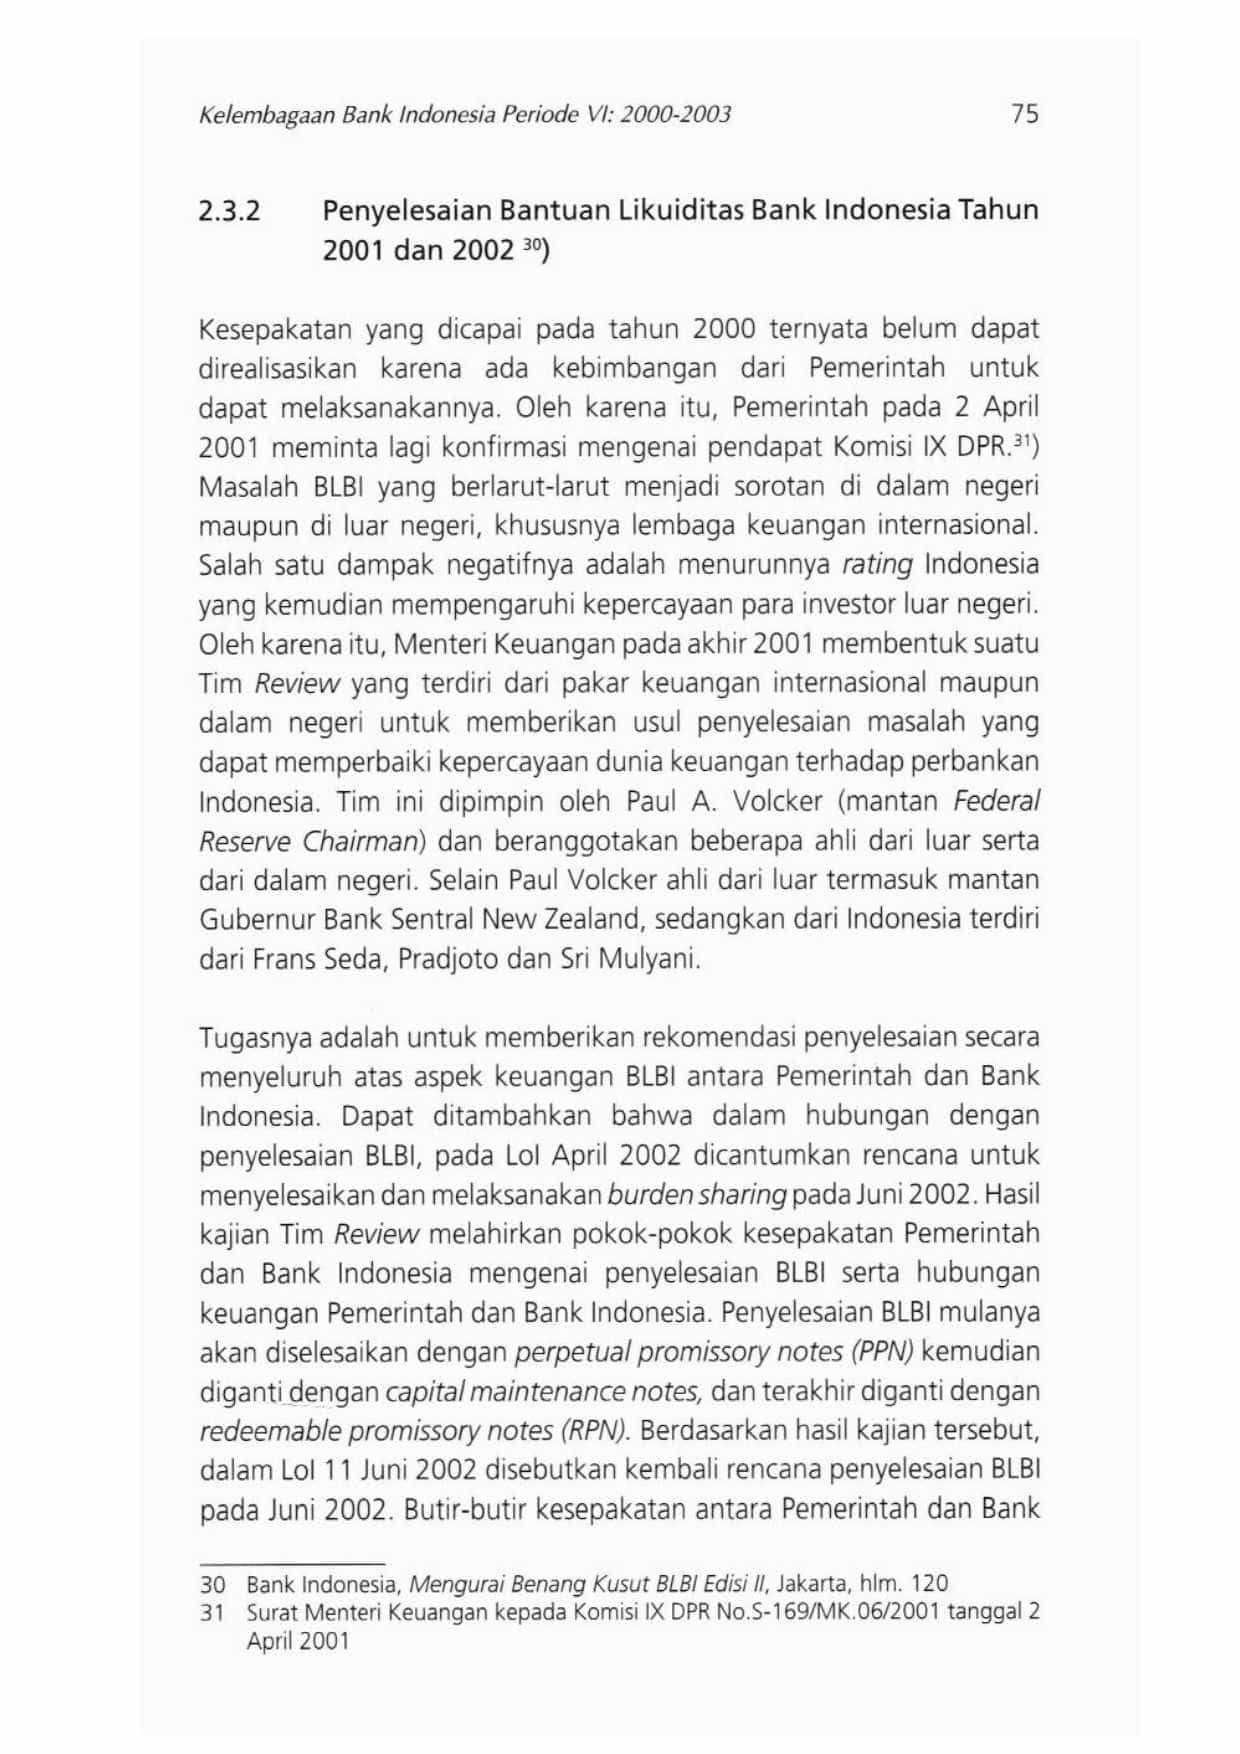 Kelembagaan Bank Indonesia Periode VI: 2000-2003 75
2.3.2 Penyelesaian Bantuan Likuiditas Bank Indonesia Tahun
2001 dan 2002 30)
Kesepakatan yang dicapai pada tahun 2000 ternyata belum dapat
direalisasikan karena ada kebimbangan dari Pemerintah untuk
dapat melaksanakannya. Oleh karena itu, Pemerintah pada 2 April
2001 meminta lagi konfirmasi mengenai pendapat Komisi IX DPR.31)
Masalah BLBI yang berlarut-larut menjadi sorotan di dalam negeri
maupun di luar negeri, khususnya lembaga keuangan internasional.
Salah satu dampak negatifnya adalah menurunnya rating Indonesia
yang kemudian mempengaruhi kepercayaan para investor luar negeri.
Oleh karena itu, Menteri Keuangan pada akhir 2001 membentuk suatu
Tim Review yang terdiri dari pakar keuangan internasional maupun
dalam negeri untuk memberikan usul penyelesaian masalah yang
dapat memperbaiki kepercayaan dunia keuangan terhadap perbankan
Indonesia. Tim ini dipimpin oleh Paul A. Volcker (mantan Federal
Reserve Chairman) dan beranggotakan beberapa ahli dari luar serta
dari dalam negeri. Selain Paul Volcker ahli dari luar termasuk mantan
Gubernur Bank Sentral New Zealand, sedangkan dari Indonesia terdiri
dari Frans Seda, Pradjoto dan Sri Mulyani.
Tugasnya adalah untuk memberikan rekomendasi penyelesaian secara
menyeluruh atas aspek keuangan BLBI antara Pemerintah dan Bank
Indonesia. Dapat ditambahkan bahwa dalam hubungan dengan
penyelesaian BLBI, pada LoI April 2002 dicantumkan rencana untuk
menyelesaikan dan melaksanakan burden sharing pada Juni 2002. Hasil
kajian Tim Review melahirkan pokok-pokok kesepakatan Pemerintah
dan Bank Indonesia mengenai penyelesaian BLBI serta hubungan
keuangan Pemerintah dan Bank Indonesia. Penyelesaian BLBI mulanya
akan diselesaikan dengan perpetual promissory notes (PPN) kemudian
diganti dengan capital maintenance notes, dan terakhir diganti dengan
redeemable promissory notes (RPN). Berdasarkan hasil kajian tersebut,
dalam LoI 11 Juni 2002 disebutkan kembali rencana penyelesaian BLBI
pada Juni 2002. Butir-butir kesepakatan antara Pemerintah dan Bank
30 Bank Indonesia, Mengurai Benang Kusut BLBI Edisi II, Jakarta, hlm. 120
31 Surat Menteri Keuangan kepada Komisi IX DPR No.S-169/MK.06/2001 tanggal 2
April 2001